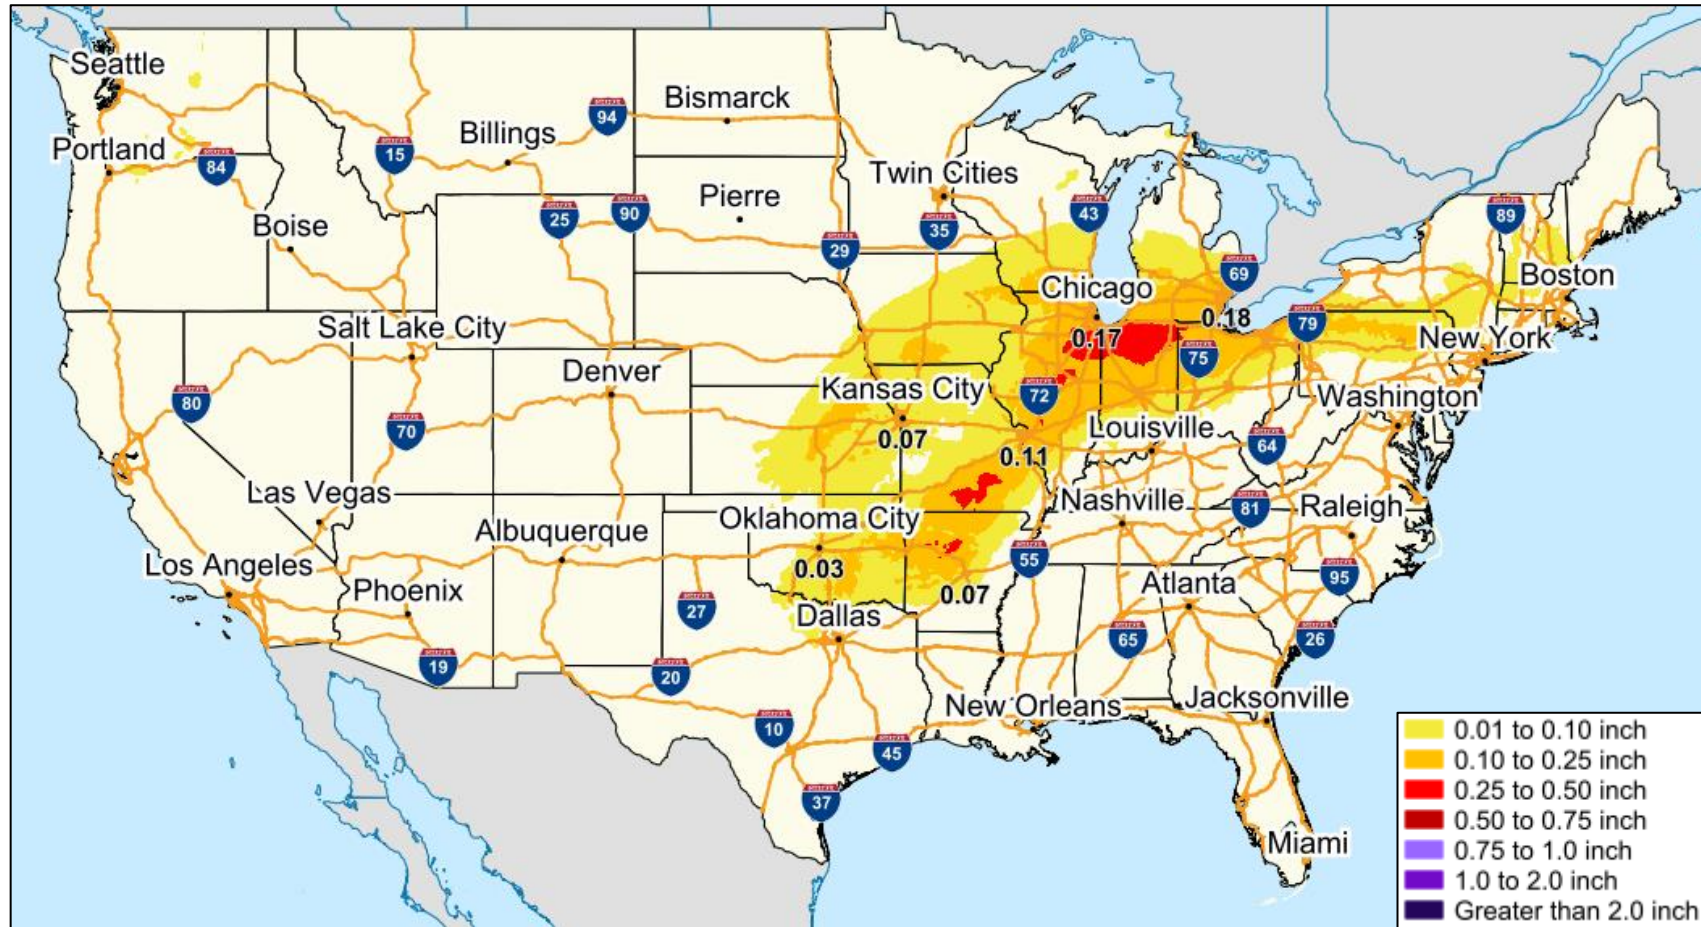 Seattle
Bismarck
94
Billings
Portland
15
84
Twin Cities
Pierre
90
25
43
89
35
Boise
29
69
Boston
Chicago
0.18
79
Salt Lake City
0.17
New York
75
Denver
Kansas City
72
Washington
80
0.07
Louisville
70
64
0.11
Las Vegas
Nashville
81
Raleigh
Oklahoma City
Albuquerque
55
Los Angeles
0.03
95
Phoenix
Atlanta
0.07
27
Dallas
65
26
19
20
Jacksonville
New Orleans
10
45
37
Miami
0.01 to 0.10 inch
0.10 to 0.25 inch
0.25 to 0.50 inch
0.50 to 0.75 inch
0.75 to 1.0 inch
1.0 to 2.0 inch
Greater than 2.0 inch